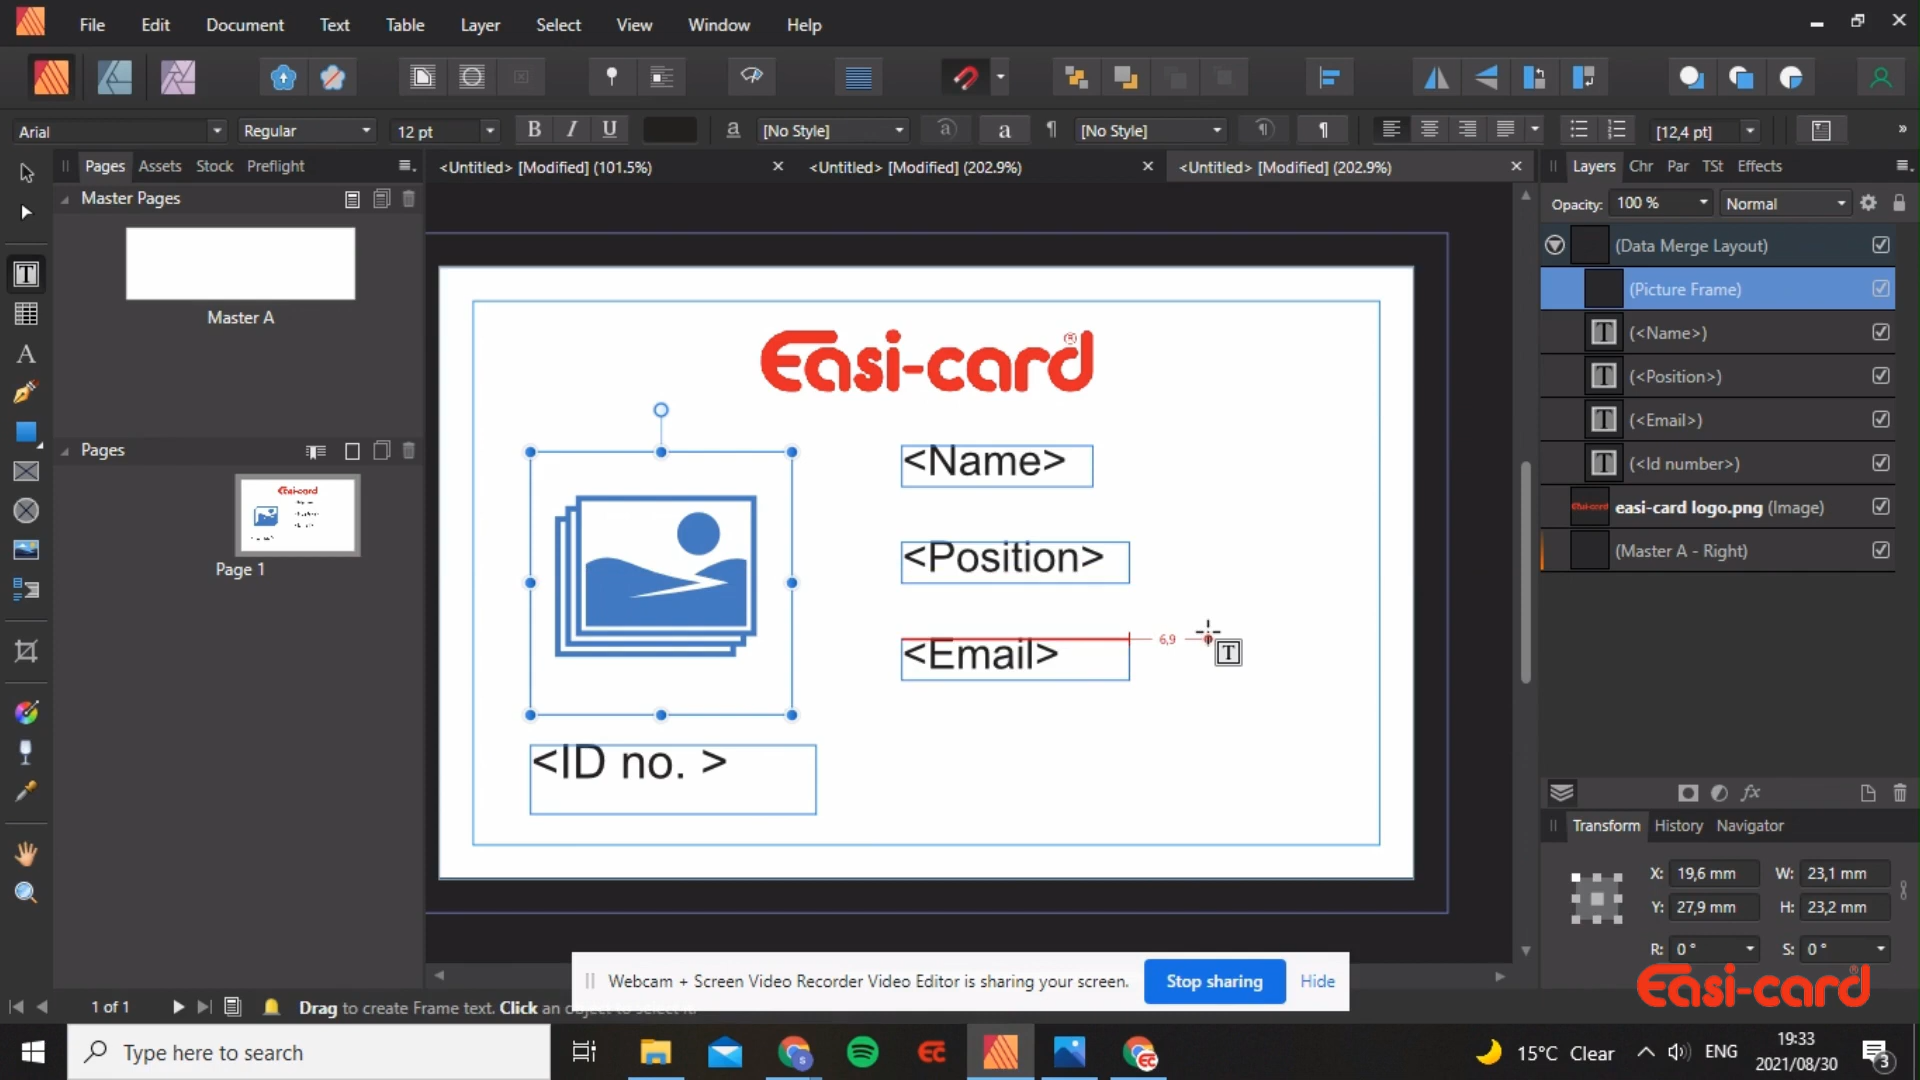 File Edit Document Text Table Layer Select View Window Help
Arial Regular 12 pt B I U a [No Style] a a ¶ [No Style] ¶ ¶ [12,4 pt] »
Pages Assets Stock Preflight
<Untitled> [Modified] (101.5%) <Untitled> [Modified] (202.9%) <Untitled> [Modified] (202.9%)
Layers Chr Par TSt Effects
Master Pages
Master A
Pages
Page 1
Easi-card®
<Name>
<Position>
<Email>
6,9
<ID no. >
Opacity: 100 % Normal
(Data Merge Layout)
(Picture Frame)
(<Name>)
(<Position>)
(<Email>)
(<Id number>)
easi-card logo.png (Image)
(Master A - Right)
fx
Transform History Navigator
X: 19,6 mm W: 23,1 mm
Y: 27,9 mm H: 23,2 mm
R: 0 ° S: 0 °
Easi-card®
Webcam + Screen Video Recorder Video Editor is sharing your screen. Stop sharing Hide
1 of 1 Drag to create Frame text. Click an object to select it.
Type here to search
15°C Clear ENG 19:33
2021/08/30
3